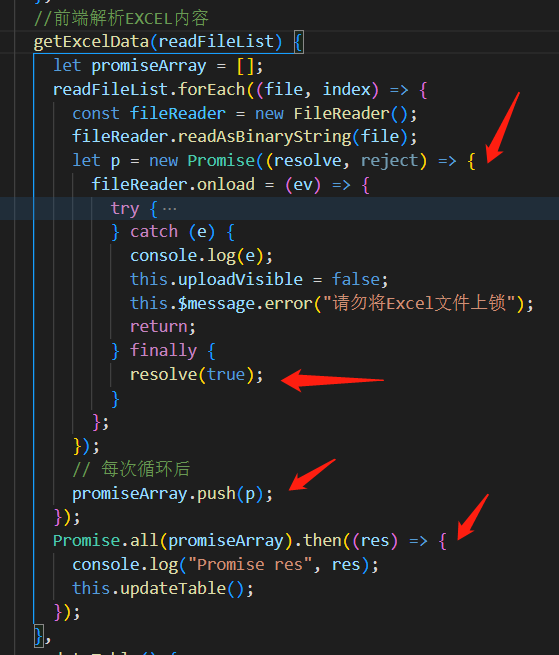 },
//前端解析EXCEL内容
getExcelData(readFileList) {
let promiseArray = [];
readFileList.forEach((file, index) => {
const fileReader = new FileReader();
fileReader.readAsBinaryString(file);
let p = new Promise((resolve, reject) => {
fileReader.onload = (ev) => {
try {⋯
} catch (e) {
console.log(e);
this.uploadVisible = false;
this.$message.error("请勿将Excel文件上锁");
return;
} finally {
resolve(true);
}
};
});
// 每次循环后
promiseArray.push(p);
});
Promise.all(promiseArray).then((res) => {
console.log("Promise res", res);
this.updateTable();
});
},